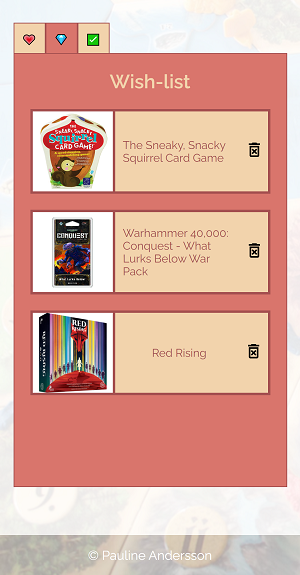 Wish-list
THE
SNEAKY, SNACKY
Squirrel
CARD GAME!
The Sneaky, Snacky
Squirrel Card Game
CONQUEST
Warhammer 40,000:
Conquest - What
Lurks Below War
Pack
RED
RISING
Red Rising
© Pauline Andersson